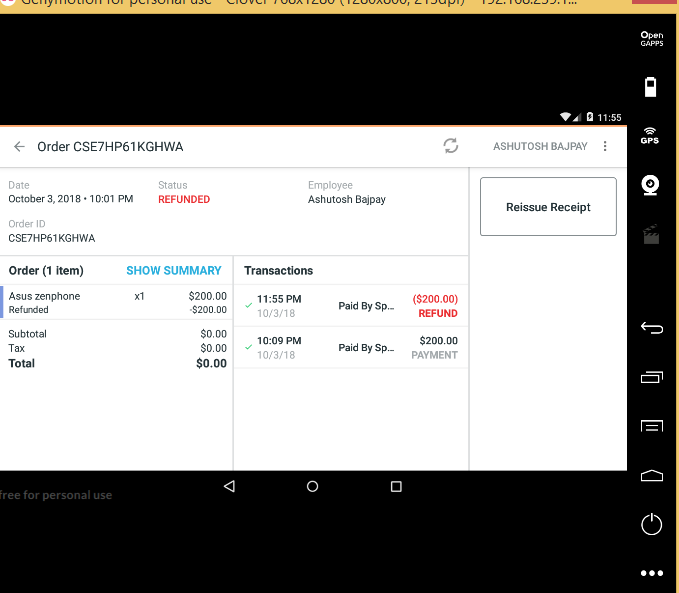 Genymotion for personal use - Clover 768x1280 (1280x800, 213dpi) - 192.168.239.1...
Open
GAPPS
11:55
GPS
Order CSE7HP61KGHWA
ASHUTOSH BAJPAY
Date
Status
Employee
October 3, 2018 • 10:01 PM
REFUNDED
Ashutosh Bajpay
Order ID
CSE7HP61KGHWA
Reissue Receipt
Order (1 item)
SHOW SUMMARY
Asus zenphone x1 $200.00
Refunded -$200.00
Subtotal $0.00
Tax $0.00
Total $0.00
Transactions
11:55 PM Paid By Sp... ($200.00)
10/3/18 REFUND
10:09 PM Paid By Sp... $200.00
10/3/18 PAYMENT
free for personal use